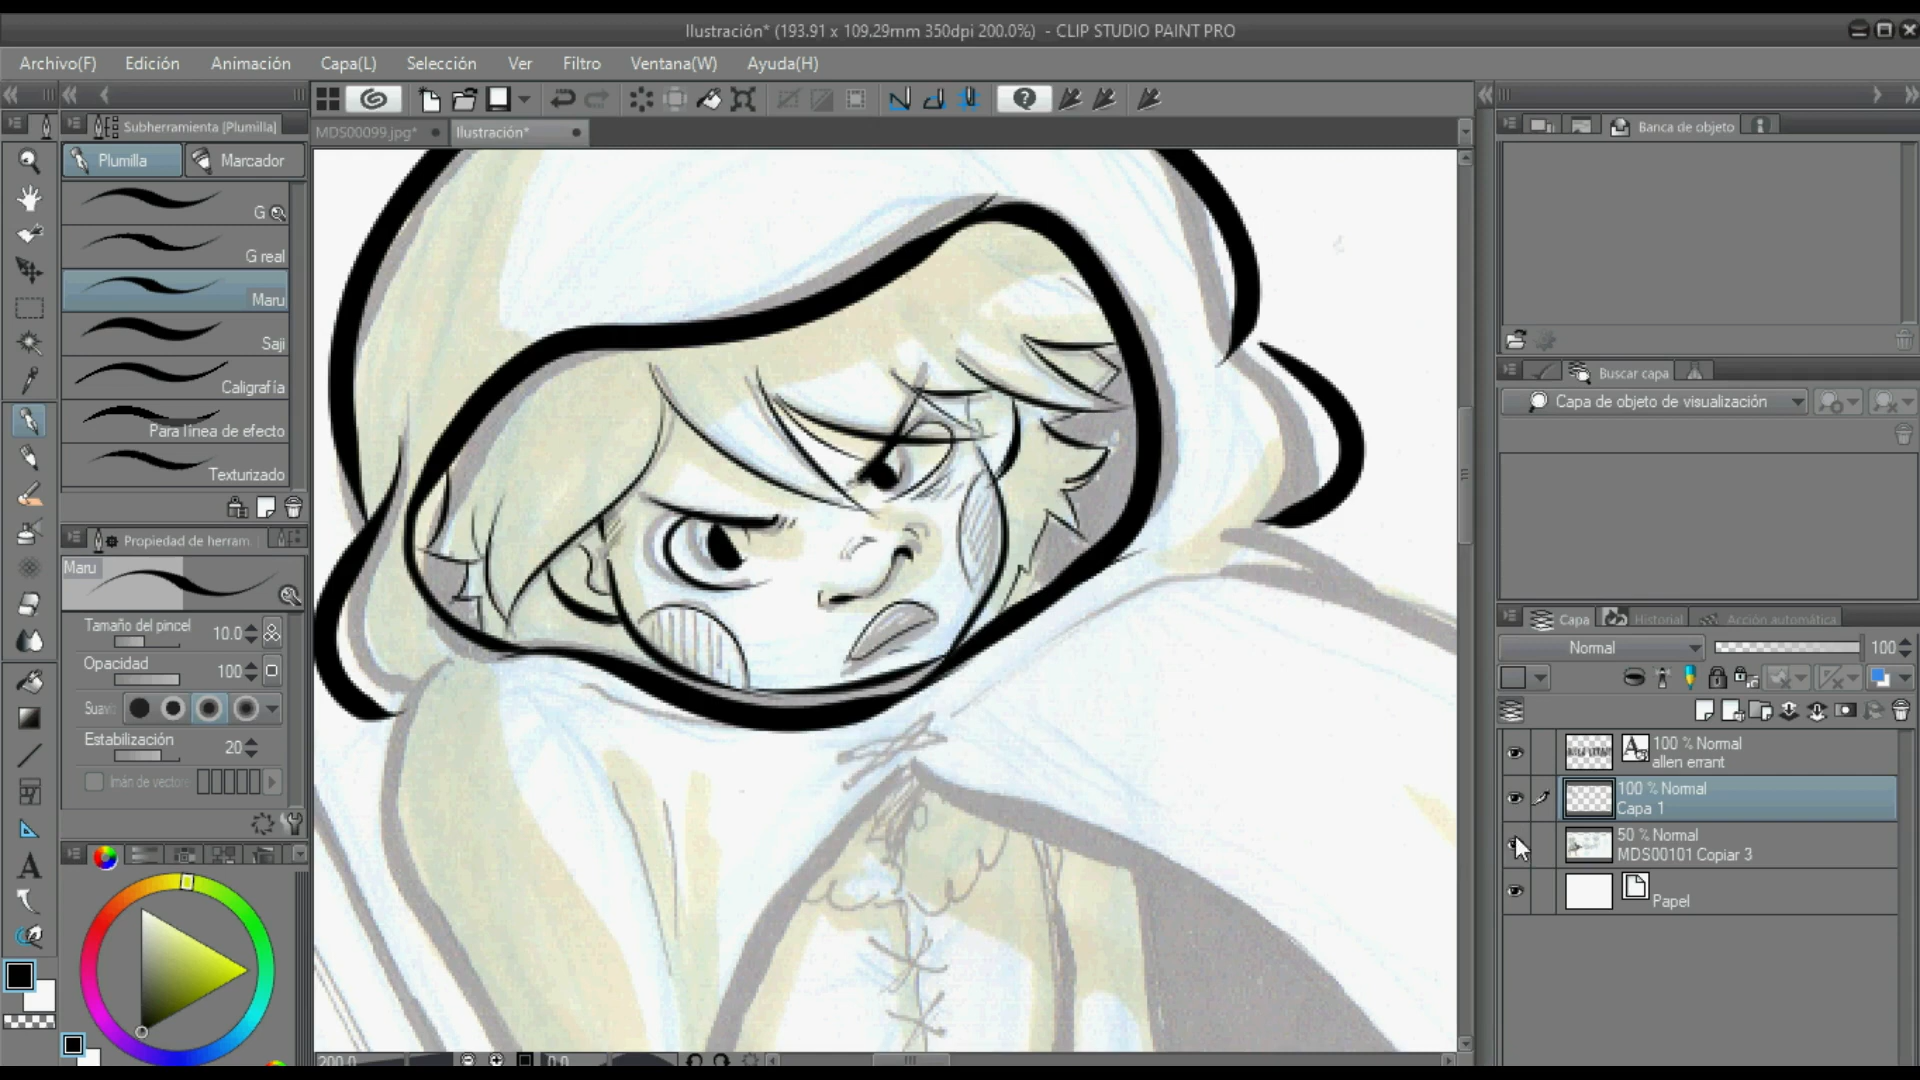 Ilustración* (193.91 x 109.29mm 350dpi 200.0%) - CLIP STUDIO PAINT PRO
Archivo(F) Edición Animación Capa(L) Selección Ver Filtro Ventana(W) Ayuda(H)
Subherramienta [Plumilla]
MDS00099.jpg* Ilustración*
Banca de objeto
Plumilla Marcador
G
G real
Maru
Saji
Caligrafía
Para línea de efecto
Texturizado
Propiedad de herram
Maru
Tamaño del pincel 10.0
Opacidad 100
Suavi
Estabilización 20
Imán de vectore
Buscar capa
Capa de objeto de visualización
Capa Historial Acción automática
Normal 100
100 % Normal
allen errant
100 % Normal
Capa 1
50 % Normal
MDS00101 Copiar 3
Papel
200.0 0.0